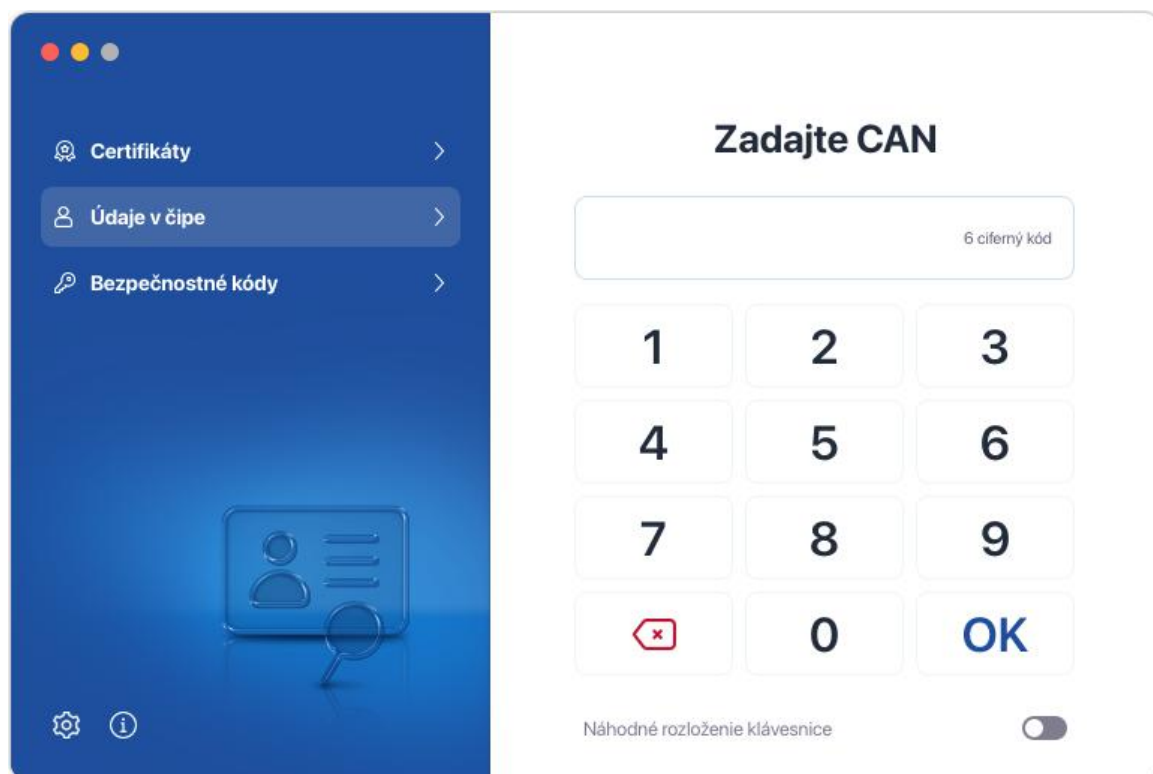 Certifikáty
Údaje v čipe
Bezpečnostné kódy
Zadajte CAN
6 ciferný kód
1 2 3
4 5 6
7 8 9
0 OK
Náhodné rozloženie klávesnice